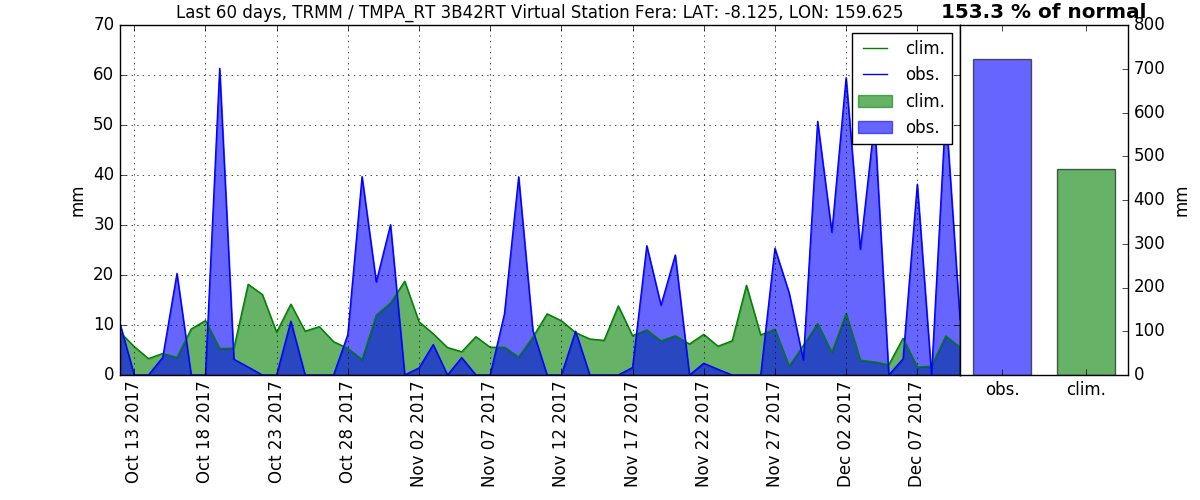 Last 60 days, TRMM / TMPA_RT 3B42RT Virtual Station Fera: LAT: -8.125, LON: 159.625
153.3 % of normal
70
60
50
40
30
20
10
0
mm
clim.
obs.
clim.
obs.
800
700
600
500
400
300
200
100
0
mm
obs.
clim.
Oct 13 2017
Oct 18 2017
Oct 23 2017
Oct 28 2017
Nov 02 2017
Nov 07 2017
Nov 12 2017
Nov 17 2017
Nov 22 2017
Nov 27 2017
Dec 02 2017
Dec 07 2017